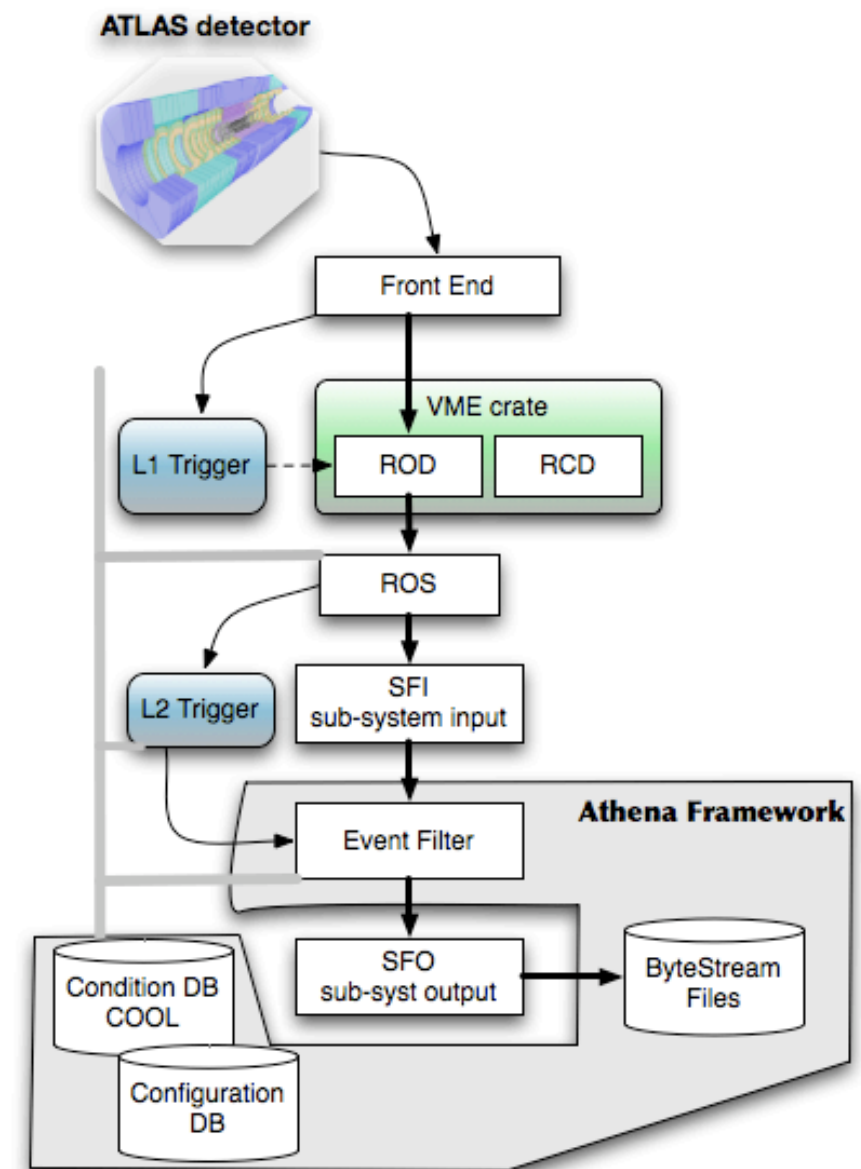 ATLAS detector
Front End
VME crate
L1 Trigger
ROD
RCD
ROS
L2 Trigger
SFI
sub-system input
Athena Framework
Event Filter
SFO
sub-syst output
ByteStream
Files
Condition DB
COOL
Configuration
DB